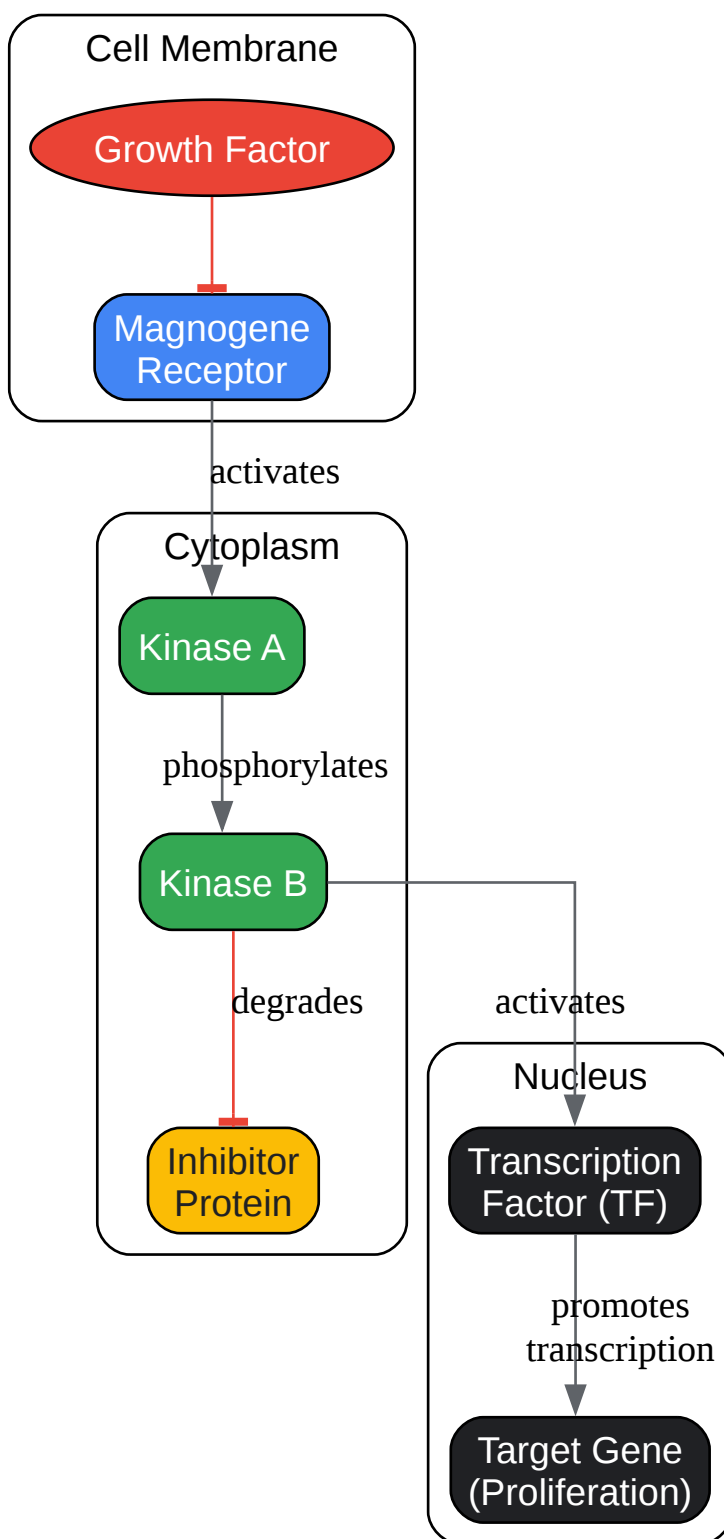 Cell Membrane
Growth Factor
Magnogene
Receptor
activates
Cytoplasm
Kinase A
phosphorylates
Kinase B
degrades
activates
Nucleus
Inhibitor
Protein
Transcription
Factor (TF)
promotes
transcription
Target Gene
(Proliferation)